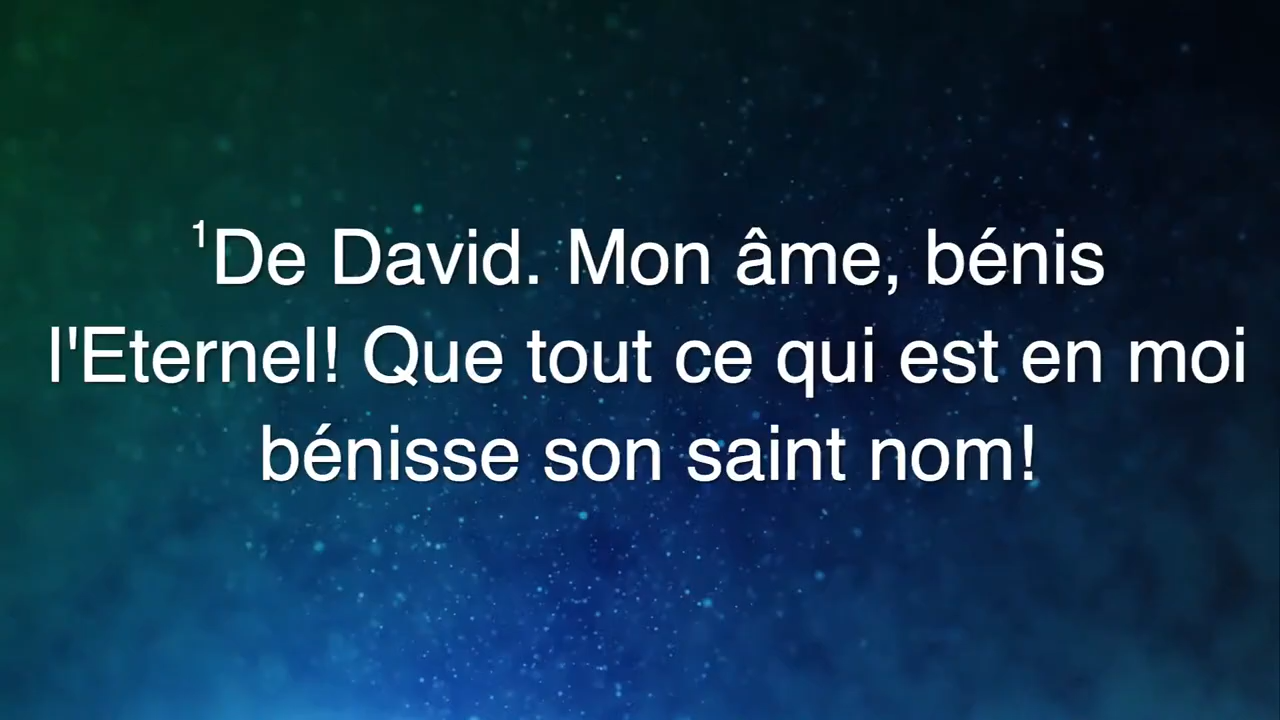 ¹De David. Mon âme, bénis
l'Eternel! Que tout ce qui est en moi
bénisse son saint nom!